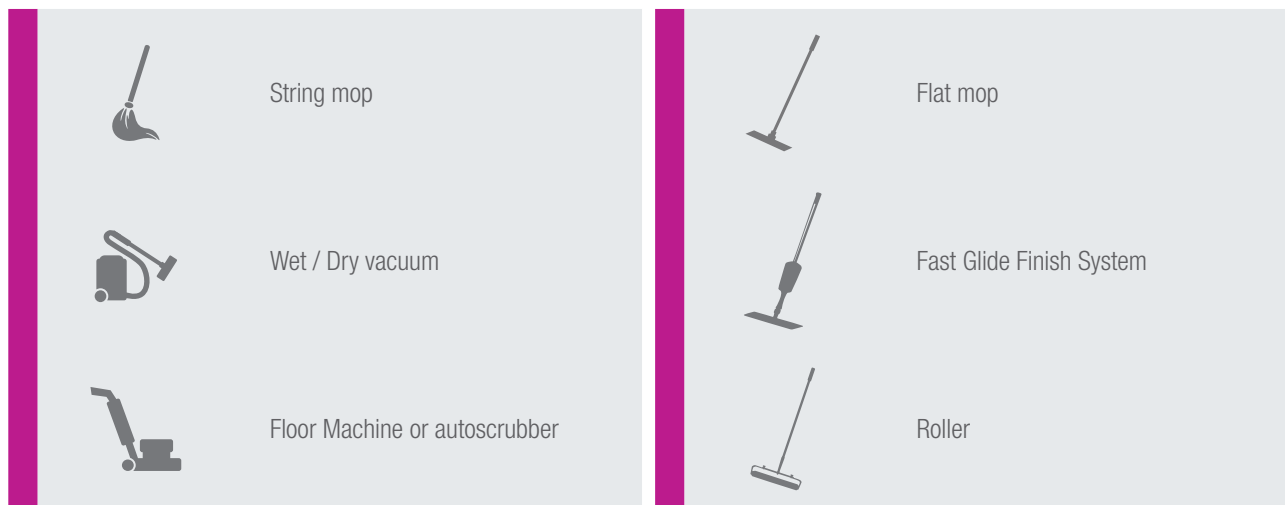 String mop
Wet / Dry vacuum
Floor Machine or autoscrubber
Flat mop
Fast Glide Finish System
Roller